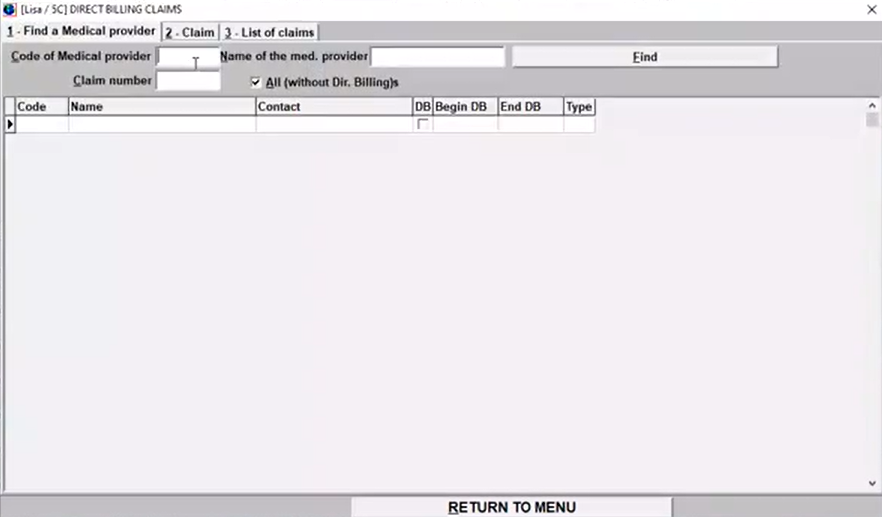 [Lisa / 5C] DIRECT BILLING CLAIMS
1 - Find a Medical provider 2 - Claim 3 - List of claims
Code of Medical provider Name of the med. provider Find
Claim number All (without Dir. Billing)s
Code Name Contact DB Begin DB End DB Type
RETURN TO MENU